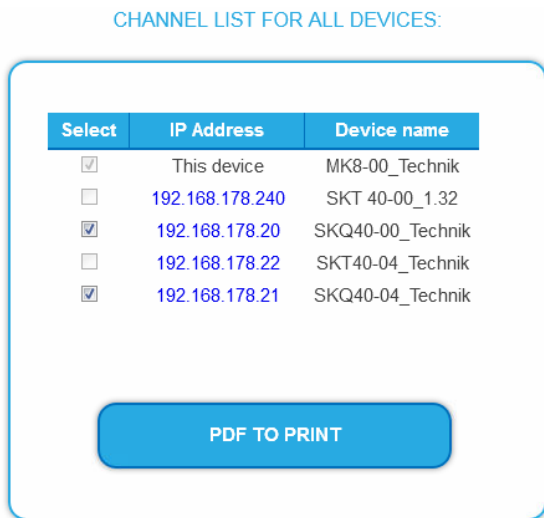 CHANNEL LIST FOR ALL DEVICES:
Select IP Address Device name
This device MK8-00_Technik
192.168.178.240 SKT 40-00_1.32
192.168.178.20 SKQ40-00_Technik
192.168.178.22 SKT40-04_Technik
192.168.178.21 SKQ40-04_Technik
PDF TO PRINT